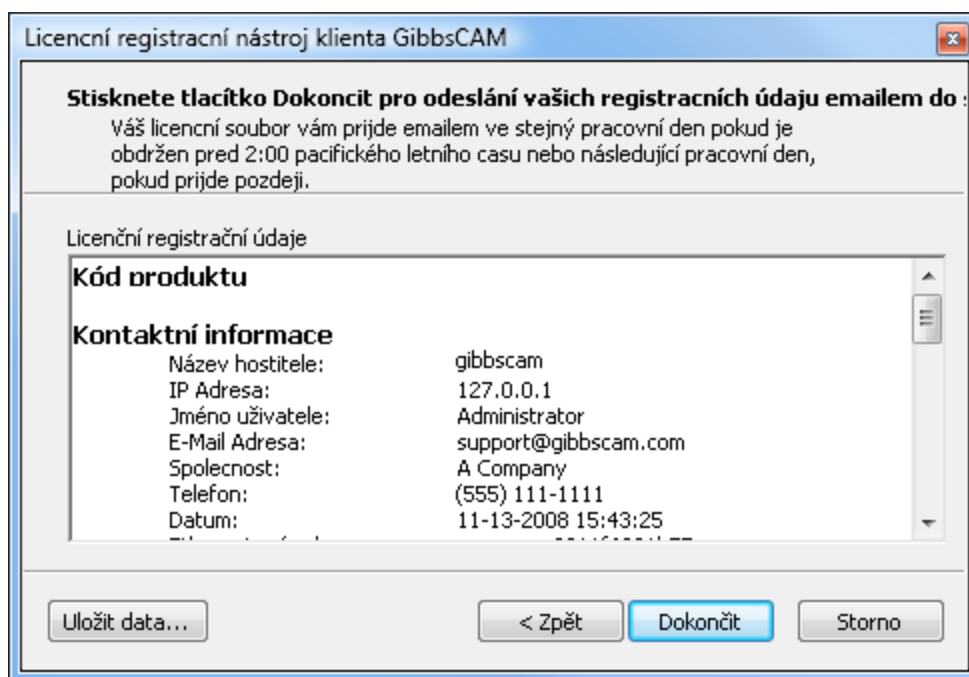 Licencní registracní nástroj klienta GibbsCAM
Stisknete tlacítko Dokoncit pro odeslání vašich registracních údaju emailem do
Váš licencní soubor vám prijde emailem ve stejný pracovní den pokud je
obdržen pred 2:00 pacifického letního casu nebo následující pracovní den,
pokud prijde pozdeji.
Licenční registrační údaje
Kód produktu
Kontaktní informace
Název hostitele: gibbscam
IP Adresa: 127.0.0.1
Jméno uživatele: Administrator
E-Mail Adresa: support@gibbscam.com
Spolecnost: A Company
Telefon: (555) 111-1111
Datum: 11-13-2008 15:43:25
Uložit data... < Zpět Dokončit Storno